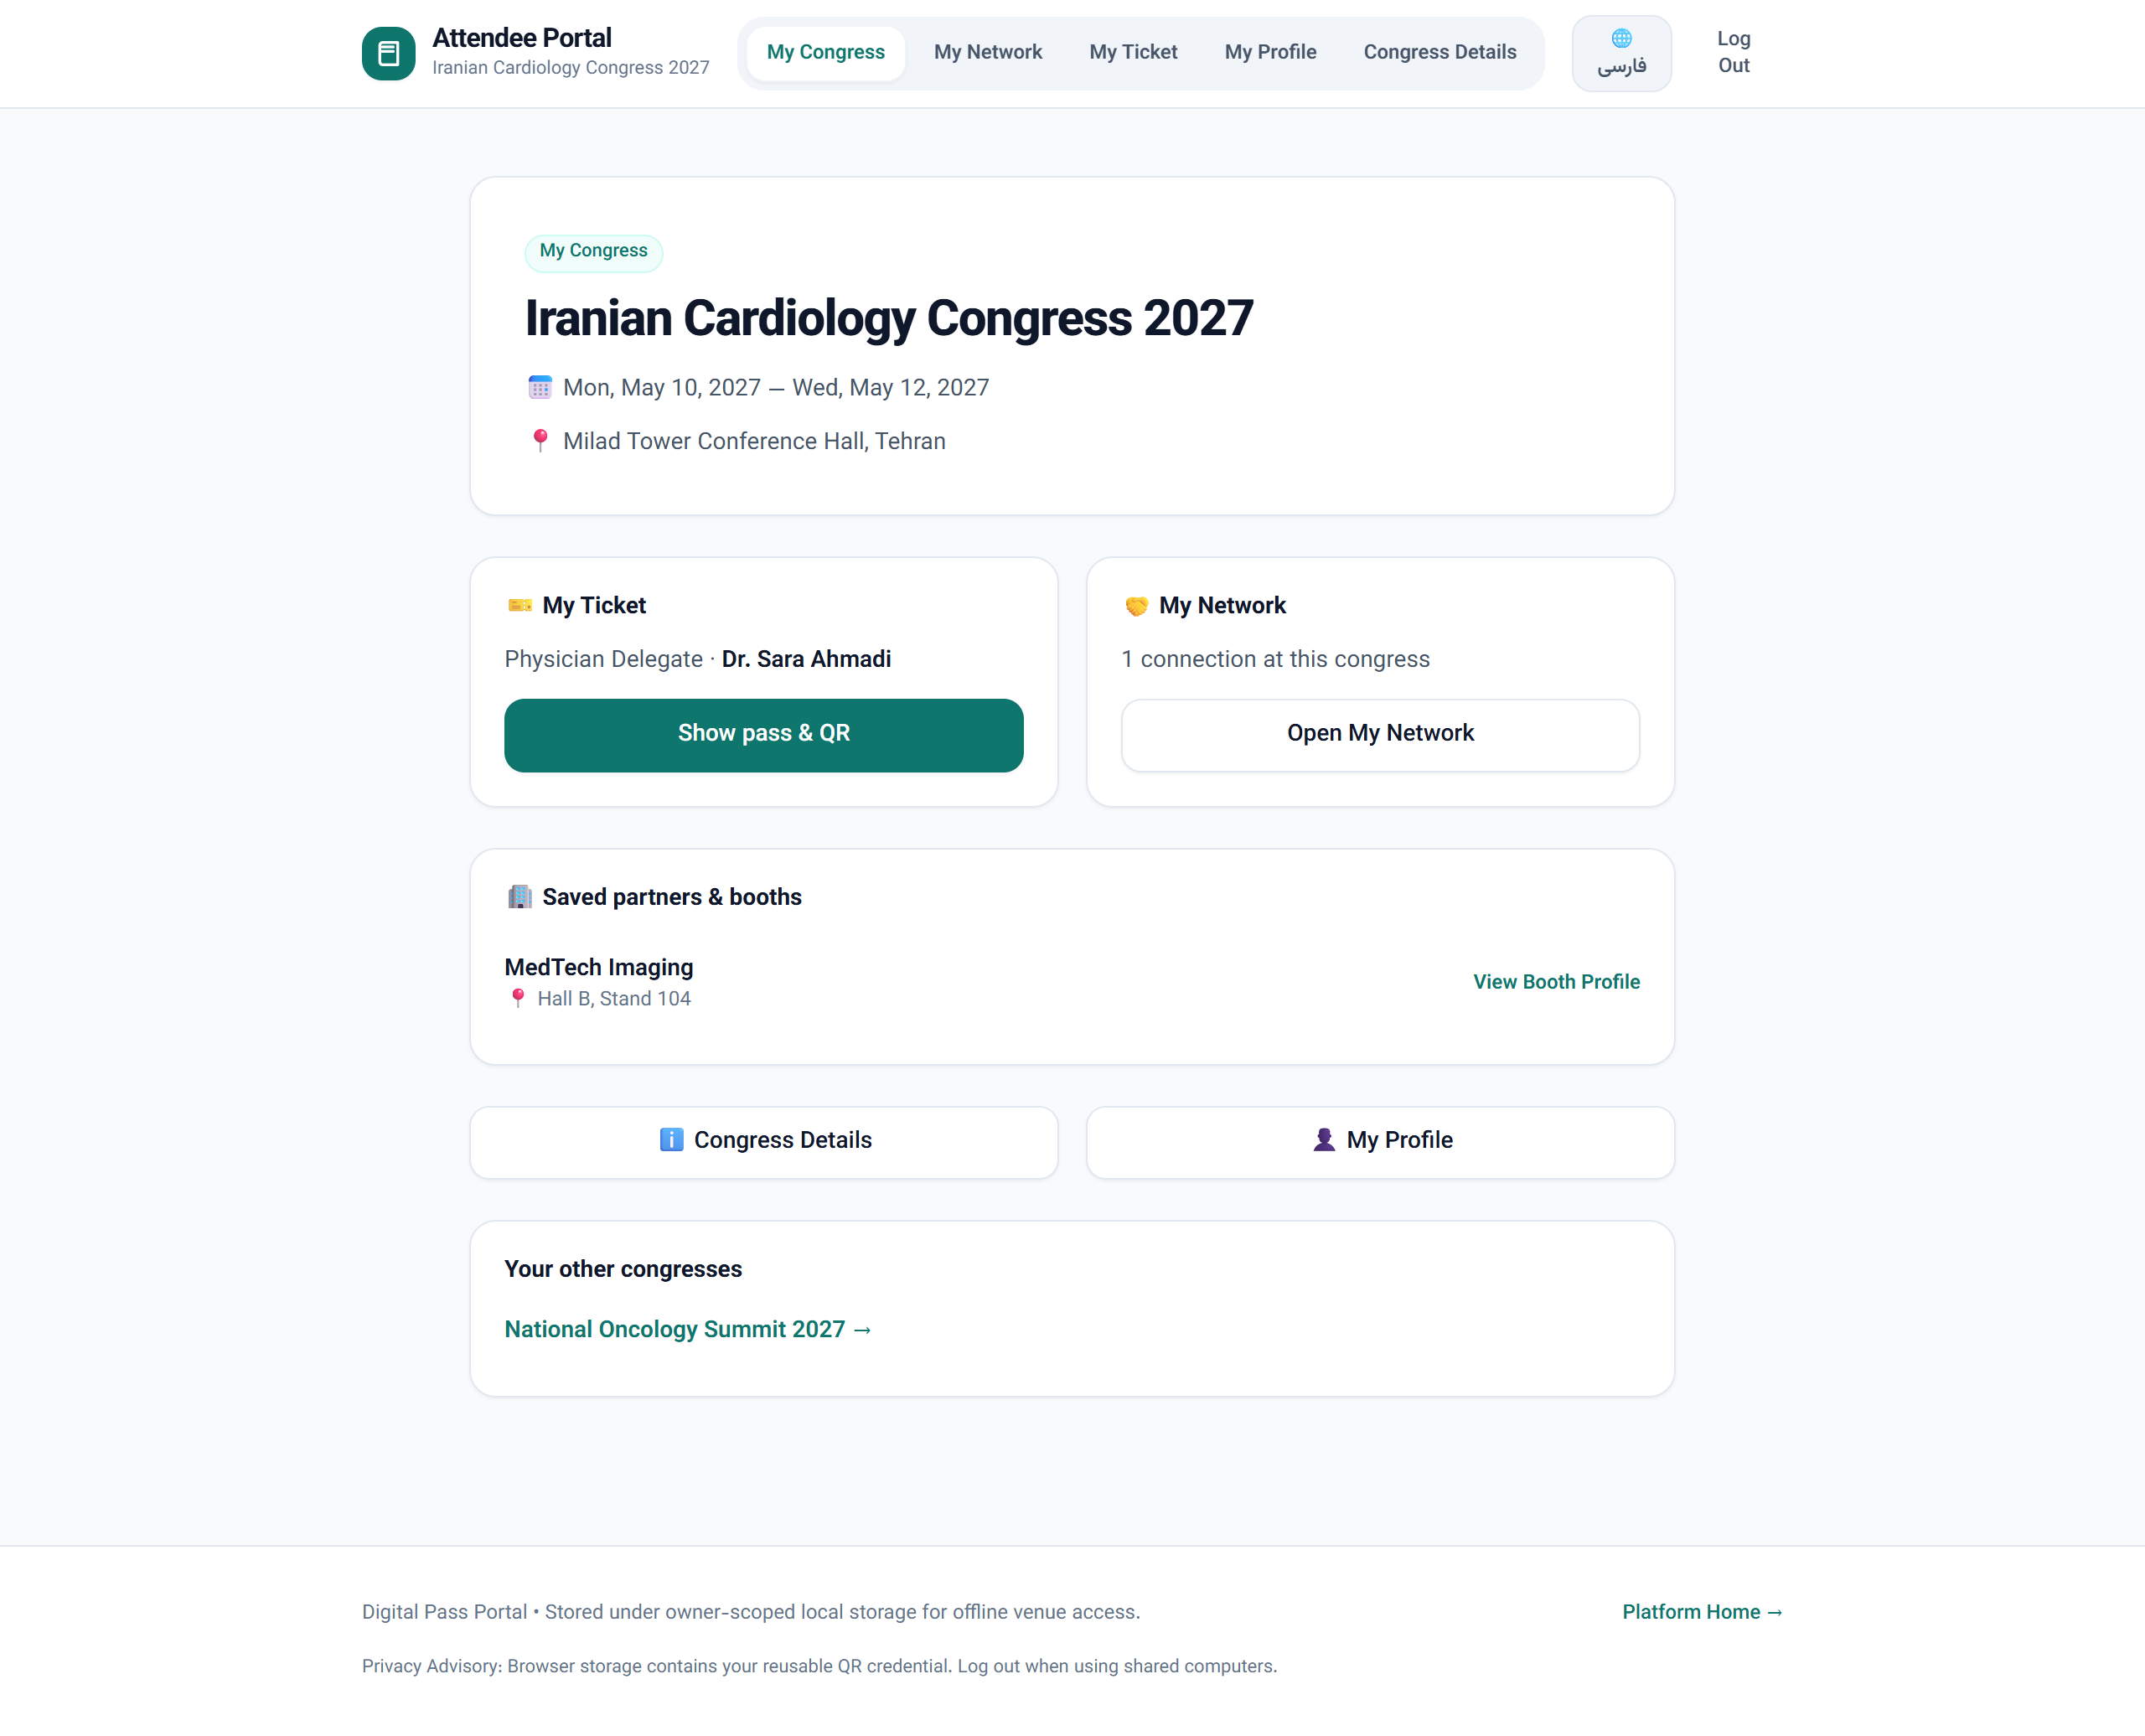 Attendee Portal
Iranian Cardiology Congress 2027
My Congress
My Network
My Ticket
My Profile
Congress Details
فارسی
Log
Out
My Congress
Iranian Cardiology Congress 2027
Mon, May 10, 2027 — Wed, May 12, 2027
Milad Tower Conference Hall, Tehran
My Ticket
Physician Delegate · Dr. Sara Ahmadi
Show pass & QR
My Network
1 connection at this congress
Open My Network
Saved partners & booths
MedTech Imaging
Hall B, Stand 104
View Booth Profile
Congress Details
My Profile
Your other congresses
National Oncology Summit 2027 →
Digital Pass Portal • Stored under owner-scoped local storage for offline venue access.
Platform Home →
Privacy Advisory: Browser storage contains your reusable QR credential. Log out when using shared computers.